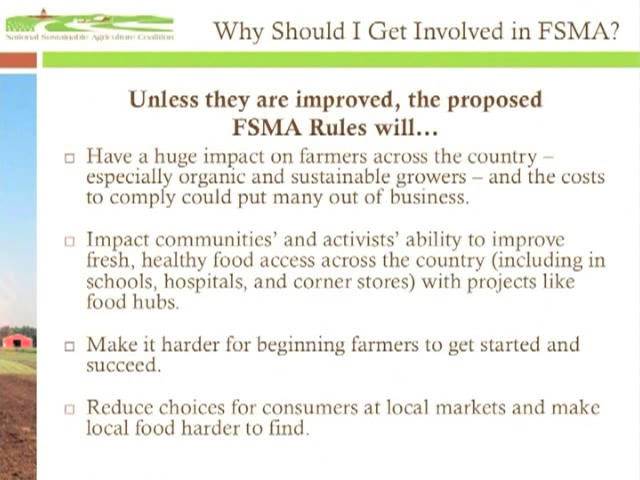 National Sustainable Agriculture Coalition
Why Should I Get Involved in FSMA?
Unless they are improved, the proposed
FSMA Rules will...
Have a huge impact on farmers across the country –
especially organic and sustainable growers – and the costs
to comply could put many out of business.
Impact communities' and activists' ability to improve
fresh, healthy food access across the country (including in
schools, hospitals, and corner stores) with projects like
food hubs.
Make it harder for beginning farmers to get started and
succeed.
Reduce choices for consumers at local markets and make
local food harder to find.